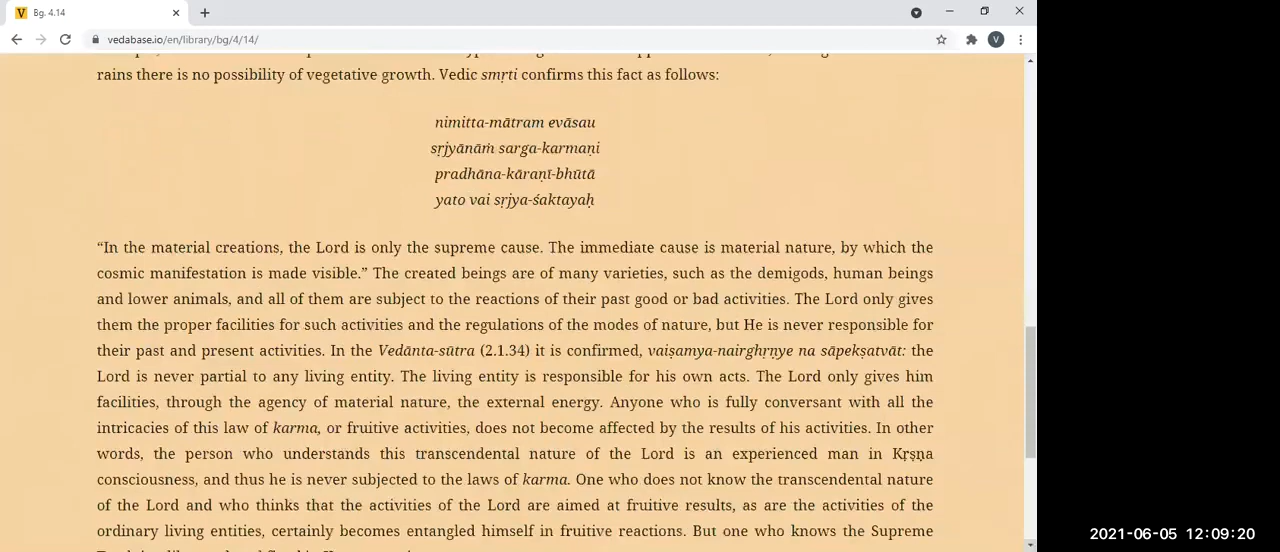 Bg. 4.14
vedabase.io/en/library/bg/4/14/
V
rains there is no possibility of vegetative growth. Vedic smṛti confirms this fact as follows:
nimitta-mātram evāsau
sṛjyānāṁ sarga-karmaṇi
pradhāna-kāraṇī-bhūtā
yato vai sṛjya-śaktayaḥ
“In the material creations, the Lord is only the supreme cause. The immediate cause is material nature, by which the
cosmic manifestation is made visible.” The created beings are of many varieties, such as the demigods, human beings
and lower animals, and all of them are subject to the reactions of their past good or bad activities. The Lord only gives
them the proper facilities for such activities and the regulations of the modes of nature, but He is never responsible for
their past and present activities. In the Vedānta-sūtra (2.1.34) it is confirmed, vaiṣamya-nairghṛṇye na sāpekṣatvāt: the
Lord is never partial to any living entity. The living entity is responsible for his own acts. The Lord only gives him
facilities, through the agency of material nature, the external energy. Anyone who is fully conversant with all the
intricacies of this law of karma, or fruitive activities, does not become affected by the results of his activities. In other
words, the person who understands this transcendental nature of the Lord is an experienced man in Kṛṣṇa
consciousness, and thus he is never subjected to the laws of karma. One who does not know the transcendental nature
of the Lord and who thinks that the activities of the Lord are aimed at fruitive results, as are the activities of the
ordinary living entities, certainly becomes entangled himself in fruitive reactions. But one who knows the Supreme
2021-06-05 12:09:20